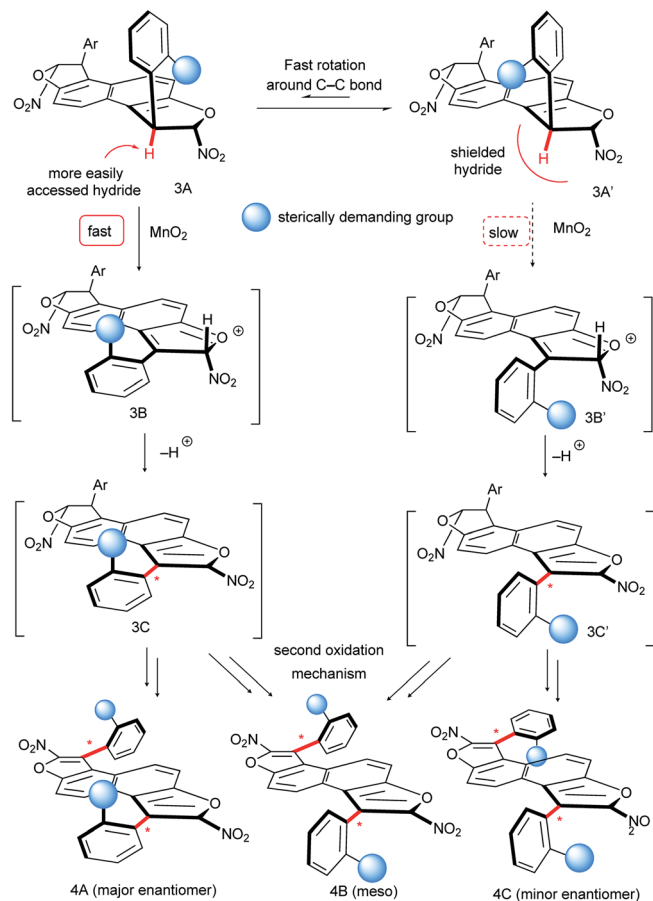 Ar
O
O₂N
O
H
NO₂
more easily
accessed hydride
3A
Fast rotation
around C–C bond
Ar
O
O₂N
O
H
NO₂
shielded
hydride
3A'
fast
MnO₂
sterically demanding group
slow
MnO₂
Ar
O
O₂N
H
O
⊕
NO₂
3B
Ar
O
O₂N
H
O
⊕
NO₂
3B'
–H ⊕
–H ⊕
Ar
O
O₂N
O
NO₂
*
3C
Ar
O
O₂N
O
NO₂
*
3C'
second oxidation
mechanism
O₂N
O
*
O
NO₂
*
4A (major enantiomer)
O₂N
O
*
O
NO₂
*
4B (meso)
O₂N
O
*
O
NO
2
*
4C (minor enantiomer)